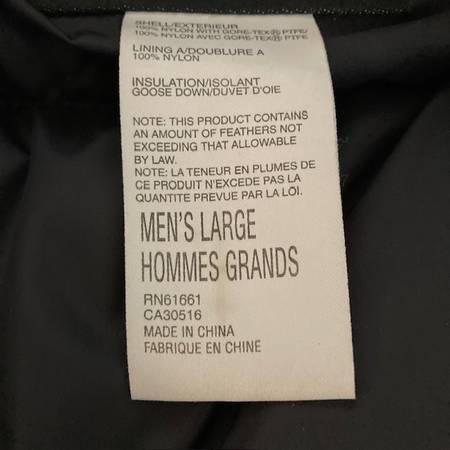 SHELL/EXTERIEUR
100% NYLON WITH GORE-TEX® PTFE/
100% NYLON AVEC GORE-TEX® PTFE
LINING A/DOUBLURE A
100% NYLON
INSULATION/ISOLANT
GOOSE DOWN/DUVET D'OIE
NOTE: THIS PRODUCT CONTAINS
AN AMOUNT OF FEATHERS NOT
EXCEEDING THAT ALLOWABLE
BY LAW.
NOTE: LA TENEUR EN PLUMES DE
CE PRODUIT N'EXCEDE PAS LA
QUANTITE PREVUE PAR LA LOI.
MEN'S LARGE
HOMMES GRANDS
RN61661
CA30516
MADE IN CHINA
FABRIQUE EN CHINE